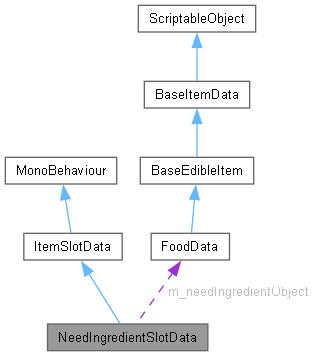 ScriptableObject
BaseItemData
MonoBehaviour
BaseEdibleItem
ItemSlotData
FoodData
m_needIngredientObject
NeedIngredientSlotData